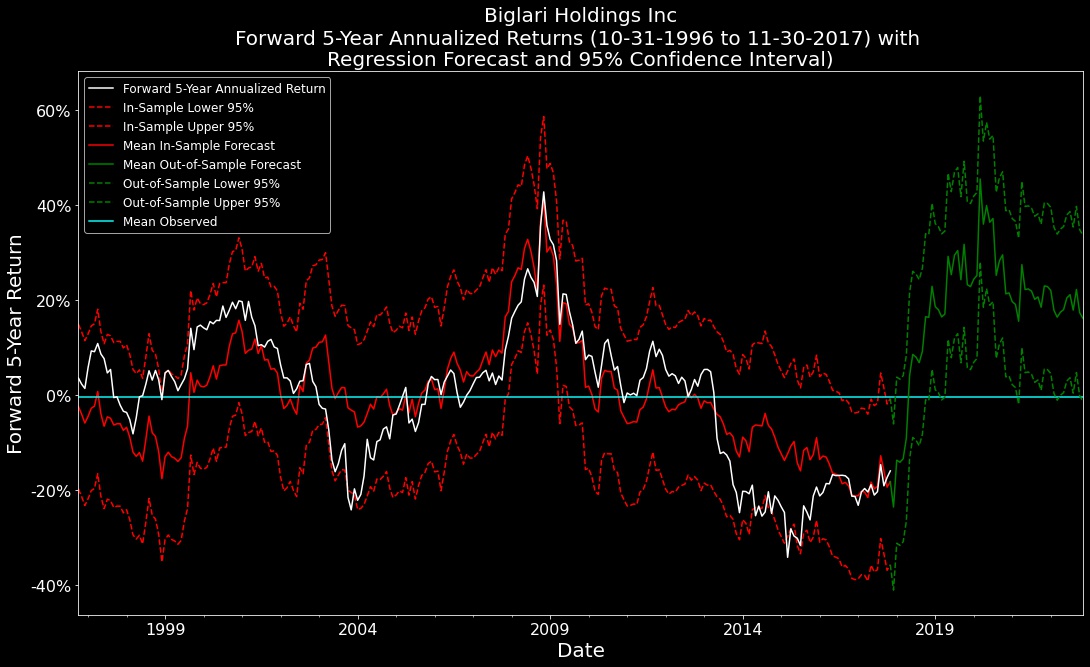 Biglari Holdings Inc
Forward 5-Year Annualized Returns (10-31-1996 to 11-30-2017) with
Regression Forecast and 95% Confidence Interval)
Forward 5-Year Annualized Return
In-Sample Lower 95%
In-Sample Upper 95%
Mean In-Sample Forecast
Mean Out-of-Sample Forecast
Out-of-Sample Lower 95%
Out-of-Sample Upper 95%
Mean Observed
Forward 5-Year Return
60%
40%
20%
0%
-20%
-40%
1999
2004
2009
2014
2019
Date